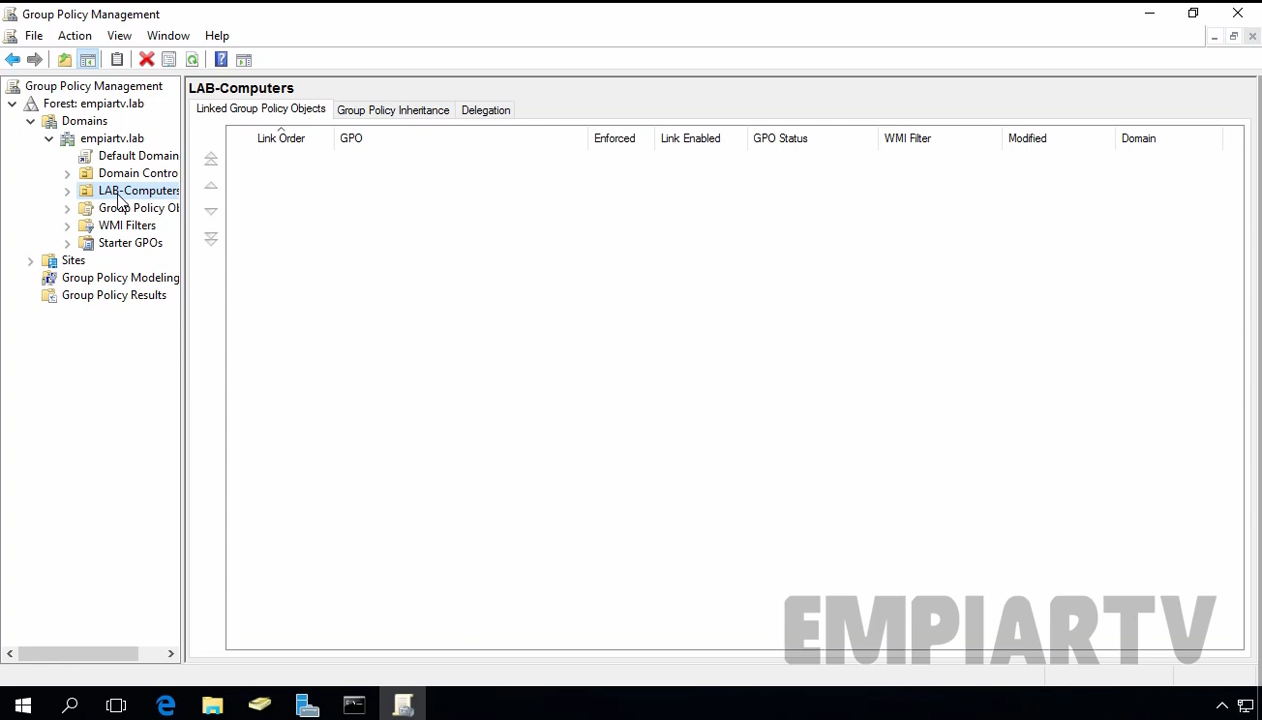 Group Policy Management
File Action View Window Help
Group Policy Management
Forest: empiartv.lab
Domains
empiartv.lab
Default Domain
Domain Contro
LAB-Computers
Group Policy Ob
WMI Filters
Starter GPOs
Sites
Group Policy Modeling
Group Policy Results
LAB-Computers
Linked Group Policy Objects Group Policy Inheritance Delegation
Link Order GPO Enforced Link Enabled GPO Status WMI Filter Modified Domain
EMPIARTV